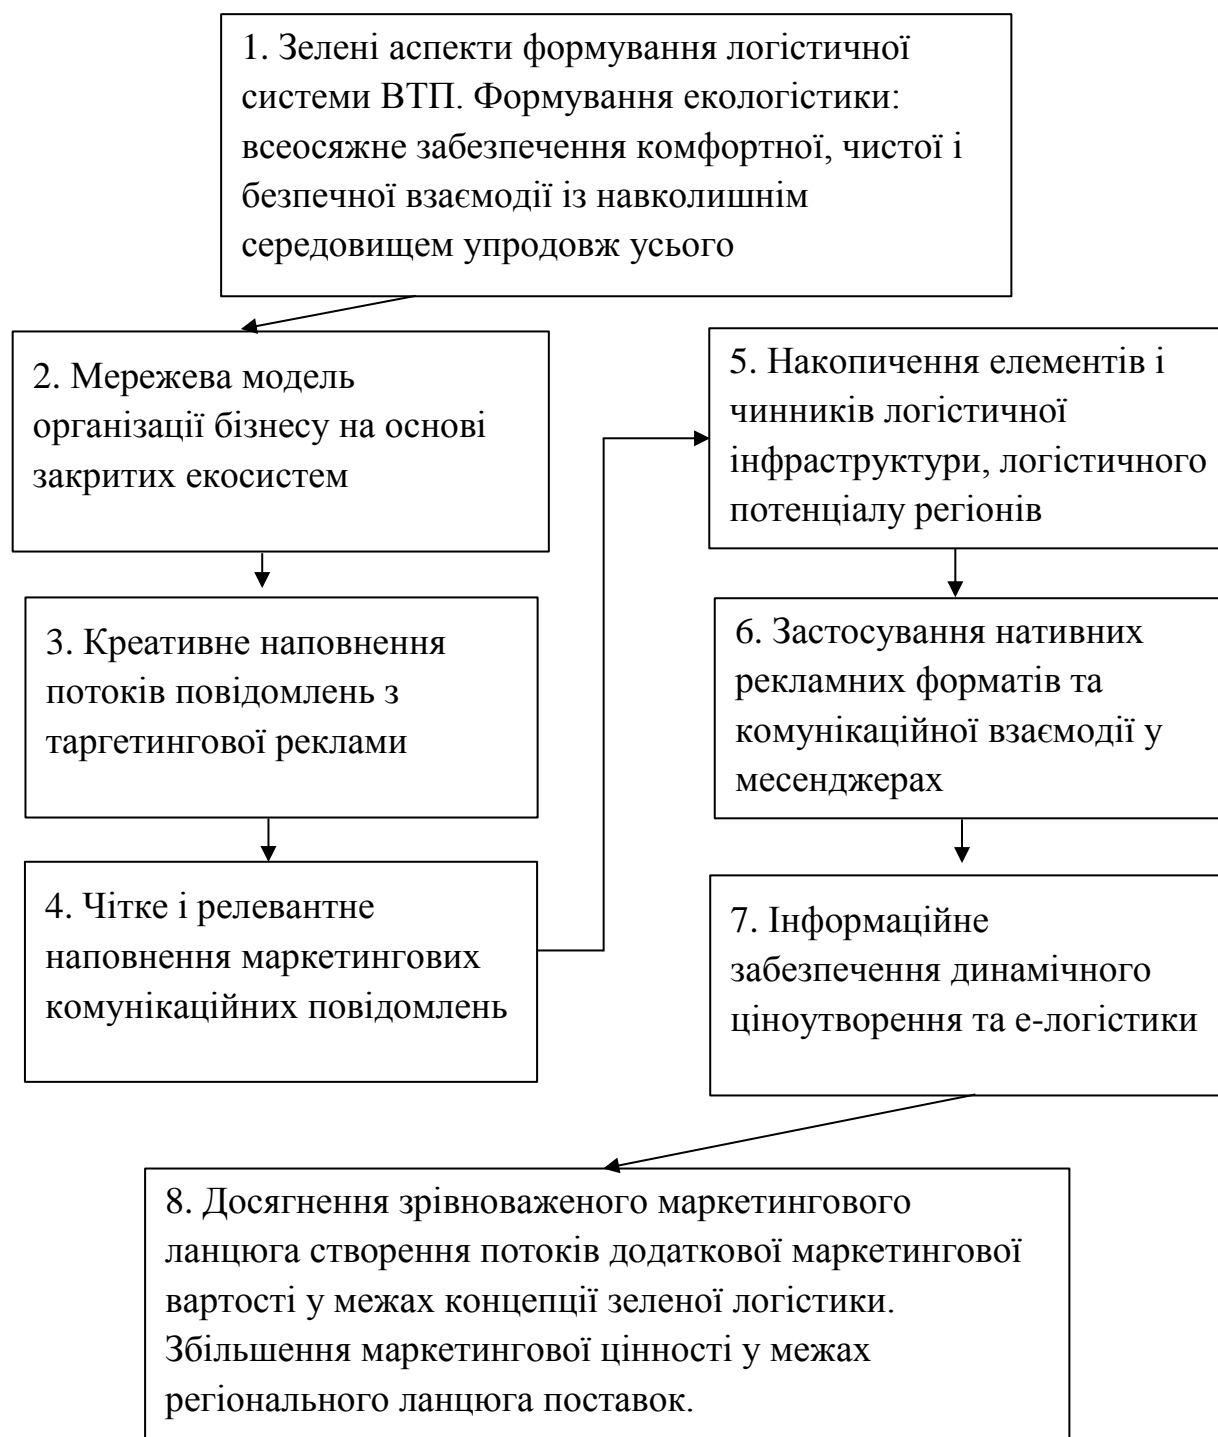 1. Зелені аспекти формування логістичної
системи ВТП. Формування екологістики:
всеосяжне забезпечення комфортної, чистої і
безпечної взаємодії із навколишнім
середовищем упродовж усього
2. Мережева модель
організації бізнесу на основі
закритих екосистем
3. Креативне наповнення
потоків повідомлень з
таргетингової реклами
4. Чітке і релевантне
наповнення маркетингових
комунікаційних повідомлень
5. Накопичення елементів і
чинників логістичної
інфраструктури, логістичного
потенціалу регіонів
6. Застосування нативних
рекламних форматів та
комунікаційної взаємодії у
месенджерах
7. Інформаційне
забезпечення динамічного
ціноутворення та е-логістики
8. Досягнення зрівноваженого маркетингового
ланцюга створення потоків додаткової маркетингової
вартості у межах концепції зеленої логістики.
Збільшення маркетингової цінності у межах
регіонального ланцюга поставок.